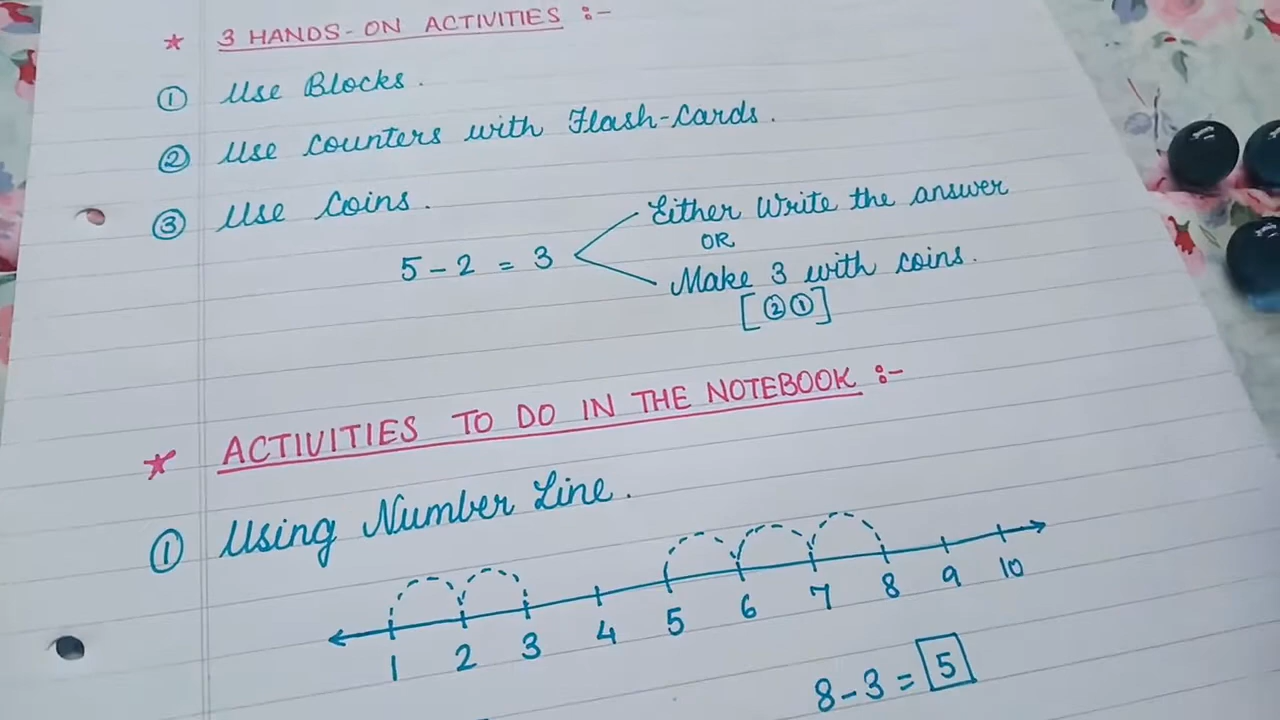 * 3 HANDS-ON ACTIVITIES :-
① Use Blocks.
② Use Counters with Flash-Cards.
③ Use Coins.
Either Write the answer
OR
5 - 2 = 3
Make 3 with coins.
[②①]
* ACTIVITIES TO DO IN THE NOTEBOOK :-
① Using Number Line.
1 2 3 4 5 6 7 8 9 10
8 - 3 = 5